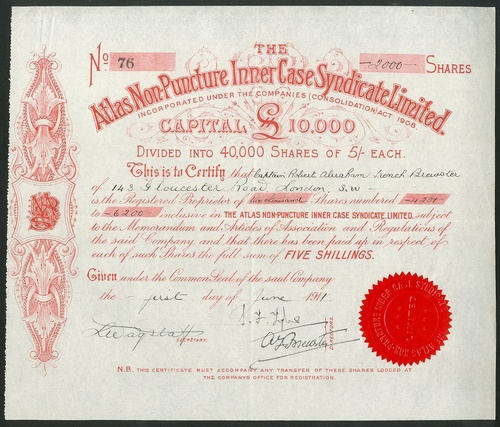 No. 76
THE
2000 SHARES
Atlas Non-Puncture Inner Case Syndicate, Limited.
INCORPORATED UNDER THE COMPANIES (CONSOLIDATION) ACT 1908.
CAPITAL £10,000
DIVIDED INTO 40,000 SHARES OF 5/- EACH.
This is to Certify that Captain Robert Abraham French Brewster
of 143 Gloucester Road, London, S.W.
is the Registered Proprietor of two thousand Shares numbered 4201
to 6200 inclusive in THE ATLAS NON-PUNCTURE INNER CASE SYNDICATE, LIMITED, subject
to the Memorandum and Articles of Association and Regulations of
the said Company and that there has been paid up in respect of
each of such Shares the full sum of FIVE SHILLINGS.
Given under the Common Seal of the said Company
the first day of June 1911
SECRETARY.
DIRECTORS.
N.B. THIS CERTIFICATE MUST ACCOMPANY ANY TRANSFER OF THESE SHARES LODGED AT
THE COMPANYS OFFICE FOR REGISTRATION.